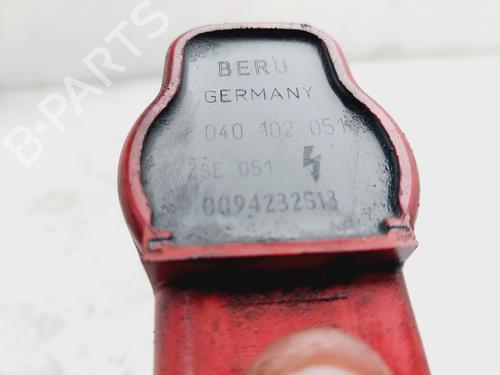 B-PARTS
BERU
GERMANY
040 102 051
ZSE 051
0094232513